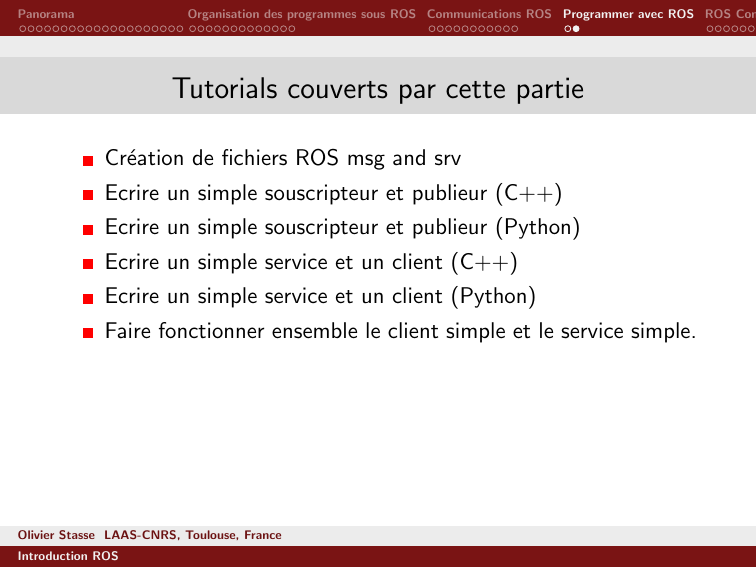 Panorama
Organisation des programmes sous ROS
Communications ROS
Programmer avec ROS
ROS Con
Tutorials couverts par cette partie
Création de fichiers ROS msg and srv
Ecrire un simple souscripteur et publieur (C++)
Ecrire un simple souscripteur et publieur (Python)
Ecrire un simple service et un client (C++)
Ecrire un simple service et un client (Python)
Faire fonctionner ensemble le client simple et le service simple.
Olivier Stasse LAAS-CNRS, Toulouse, France
Introduction ROS